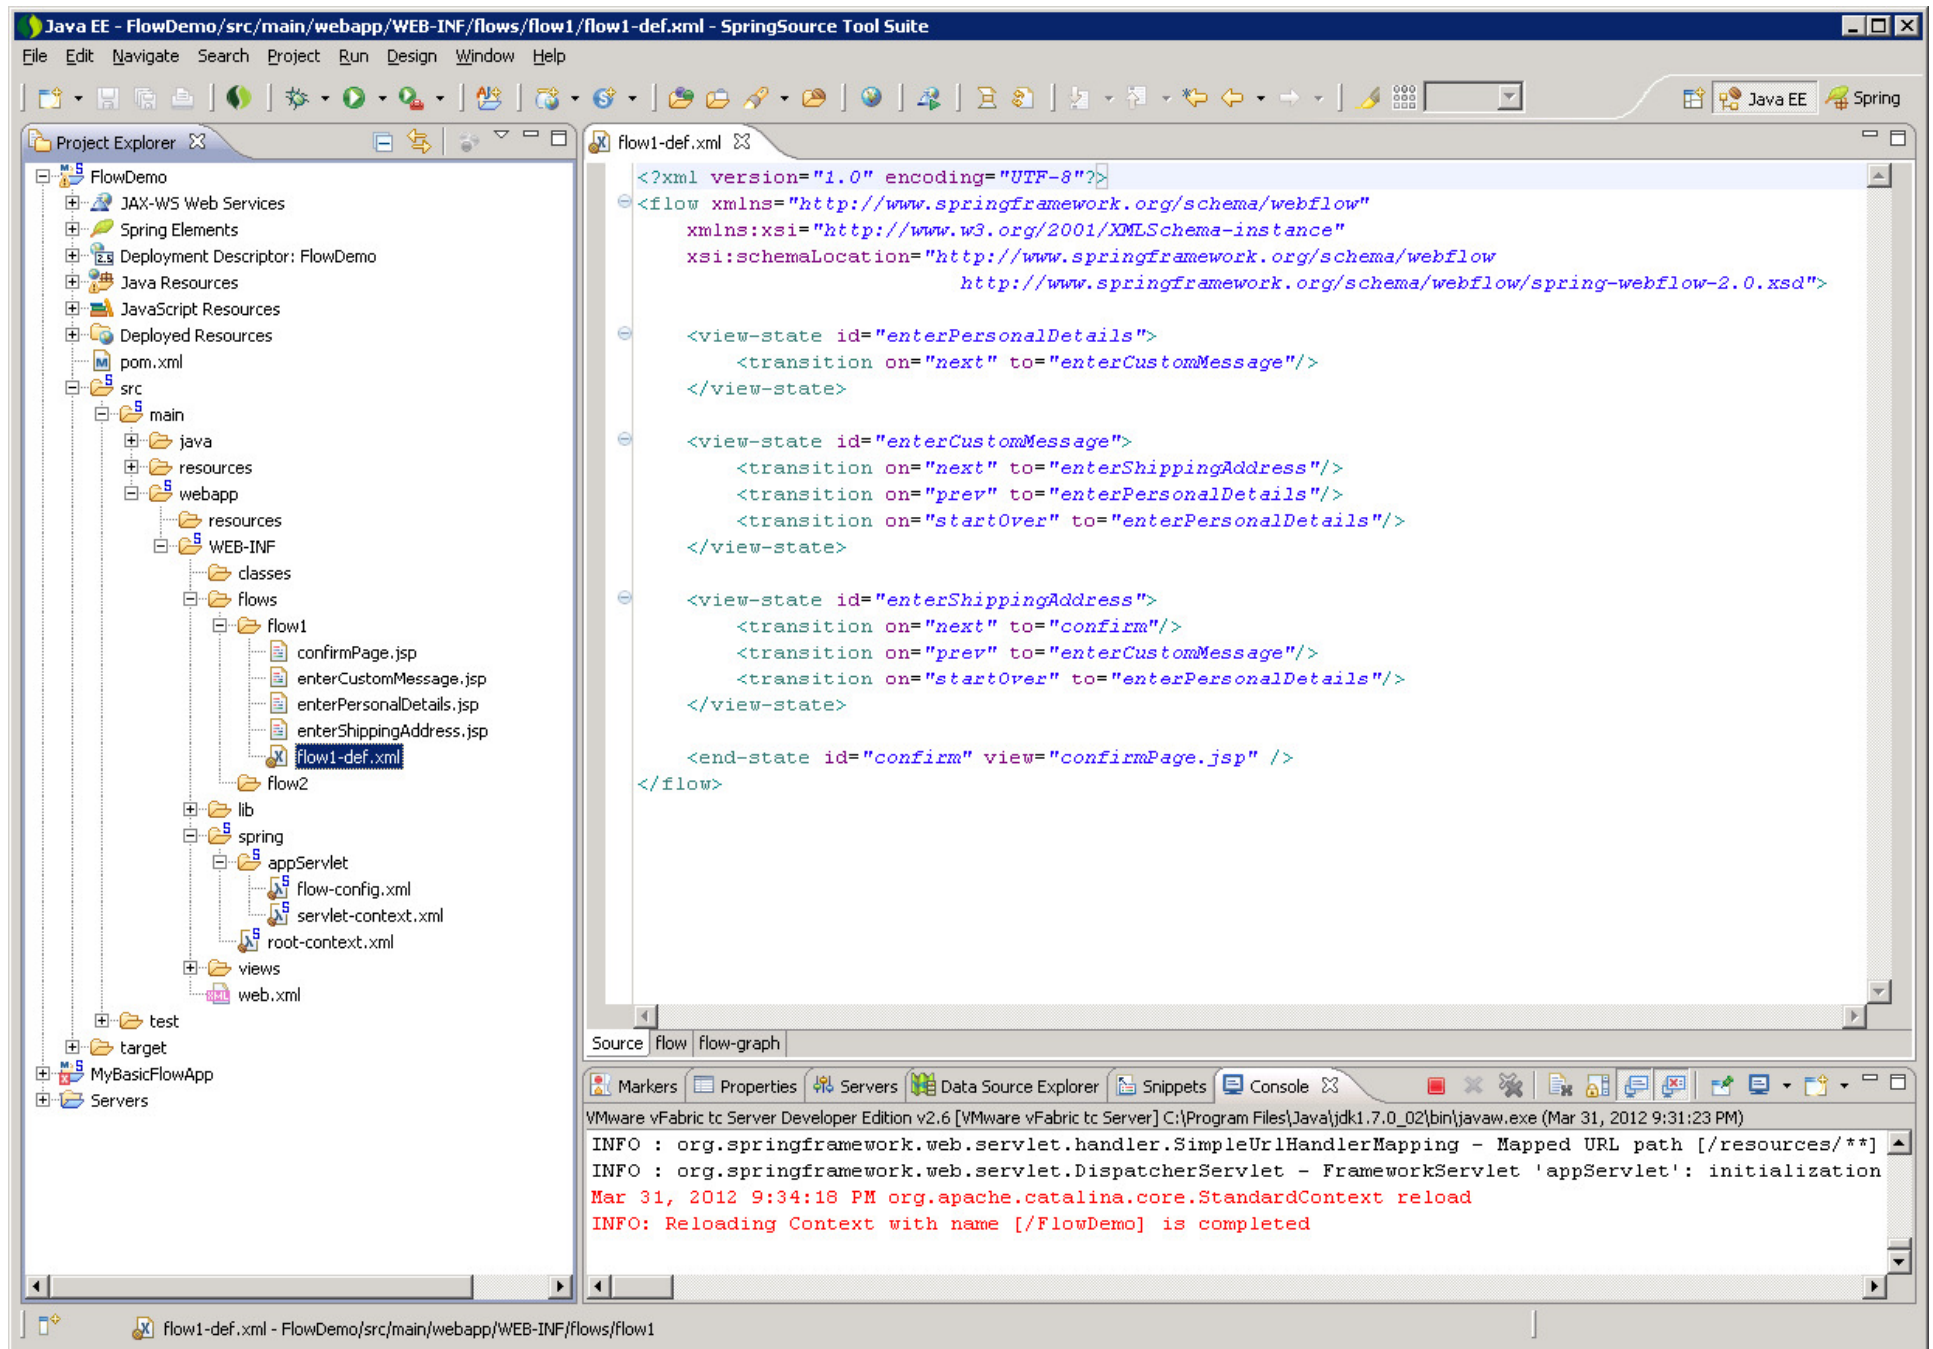 Java EE - FlowDemo/src/main/webapp/WEB-INF/flows/flow1/flow1-def.xml - SpringSource Tool Suite
File Edit Navigate Search Project Run Design Window Help
Java EE Spring
Project Explorer
FlowDemo
JAX-WS Web Services
Spring Elements
Deployment Descriptor: FlowDemo
Java Resources
JavaScript Resources
Deployed Resources
pom.xml
src
main
java
resources
webapp
resources
WEB-INF
classes
flows
flow1
confirmPage.jsp
enterCustomMessage.jsp
enterPersonalDetails.jsp
enterShippingAddress.jsp
flow1-def.xml
flow2
lib
spring
appServlet
flow-config.xml
servlet-context.xml
root-context.xml
views
web.xml
test
target
MyBasicFlowApp
Servers
flow1-def.xml
<?xml version="1.0" encoding="UTF-8"?>
<flow xmlns="http://www.springframework.org/schema/webflow"
xmlns:xsi="http://www.w3.org/2001/XMLSchema-instance"
xsi:schemaLocation="http://www.springframework.org/schema/webflow
http://www.springframework.org/schema/webflow/spring-webflow-2.0.xsd">
<view-state id="enterPersonalDetails">
<transition on="next" to="enterCustomMessage"/>
</view-state>
<view-state id="enterCustomMessage">
<transition on="next" to="enterShippingAddress"/>
<transition on="prev" to="enterPersonalDetails"/>
<transition on="startOver" to="enterPersonalDetails"/>
</view-state>
<view-state id="enterShippingAddress">
<transition on="next" to="confirm"/>
<transition on="prev" to="enterCustomMessage"/>
<transition on="startOver" to="enterPersonalDetails"/>
</view-state>
<end-state id="confirm" view="confirmPage.jsp" />
</flow>
Source flow flow-graph
Markers Properties Servers Data Source Explorer Snippets Console
VMware vFabric tc Server Developer Edition v2.6 [VMware vFabric tc Server] C:\Program Files\Java\jdk1.7.0_02\bin\javaw.exe (Mar 31, 2012 9:31:23 PM)
INFO : org.springframework.web.servlet.handler.SimpleUrlHandlerMapping - Mapped URL path [/resources/**]
INFO : org.springframework.web.servlet.DispatcherServlet - FrameworkServlet 'appServlet': initialization
Mar 31, 2012 9:34:18 PM org.apache.catalina.core.StandardContext reload
INFO: Reloading Context with name [/FlowDemo] is completed
flow1-def.xml - FlowDemo/src/main/webapp/WEB-INF/flows/flow1